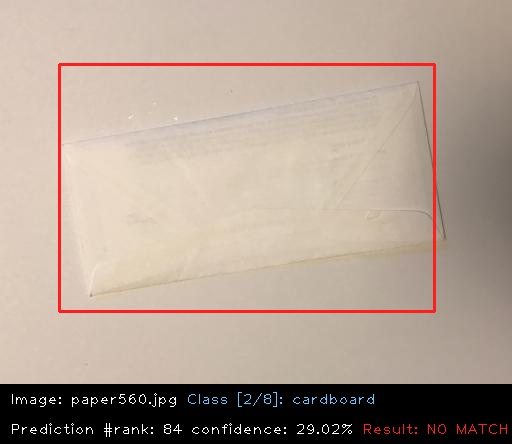 Image: paper560.jpg Class [2/8]: cardboard
Prediction #rank: 84 confidence: 29.02% Result: NO MATCH